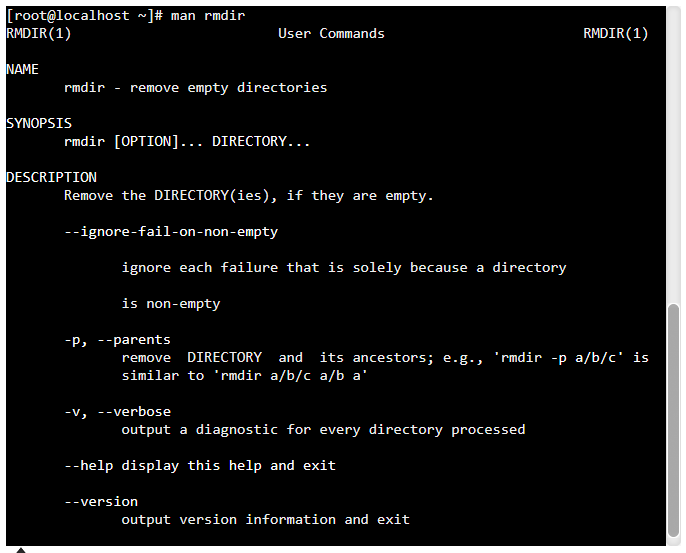 [root@localhost ~]# man rmdir
RMDIR(1) User Commands RMDIR(1)
NAME
rmdir - remove empty directories
SYNOPSIS
rmdir [OPTION]... DIRECTORY...
DESCRIPTION
Remove the DIRECTORY(ies), if they are empty.
--ignore-fail-on-non-empty
ignore each failure that is solely because a directory
is non-empty
-p, --parents
remove DIRECTORY and its ancestors; e.g., 'rmdir -p a/b/c' is
similar to 'rmdir a/b/c a/b a'
-v, --verbose
output a diagnostic for every directory processed
--help display this help and exit
--version
output version information and exit